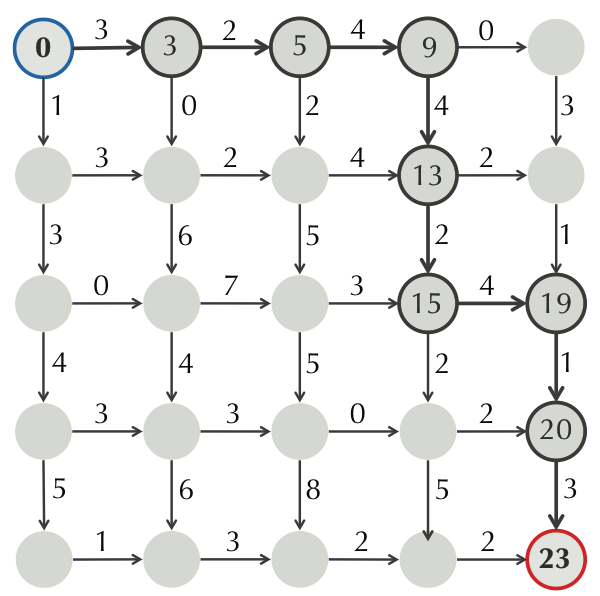 3 2 4 0
0 3 5 9
1 0 2 4 3
3 2 4 2
13
3 6 5 2 1
0 7 3 4
15 19
4 4 5 2 1
3 3 0 2
20
5 6 8 5 3
1 3 2 2
23